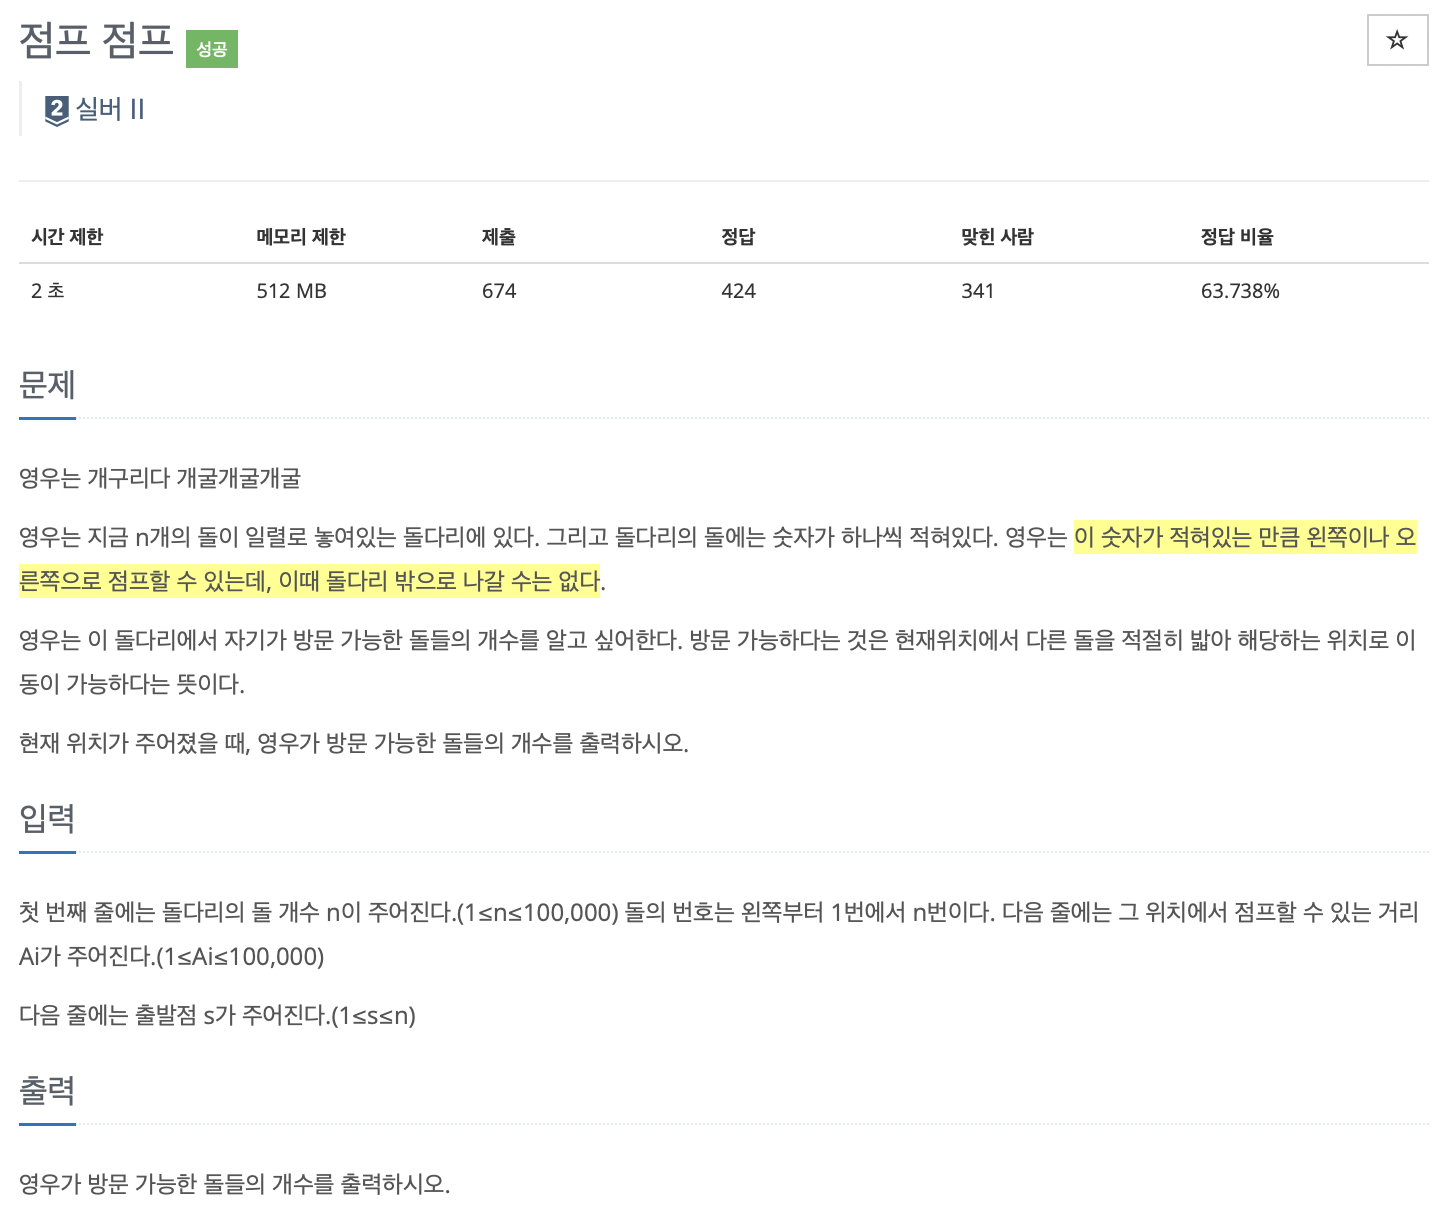 점프 점프 성공
☆
2 실버 II
시간 제한 메모리 제한 제출 정답 맞힌 사람 정답 비율
2 초 512 MB 674 424 341 63.738%
문제
영우는 개구리다 개굴개굴개굴
영우는 지금 n개의 돌이 일렬로 놓여있는 돌다리에 있다. 그리고 돌다리의 돌에는 숫자가 하나씩 적혀있다. 영우는 이 숫자가 적혀있는 만큼 왼쪽이나 오
른쪽으로 점프할 수 있는데, 이때 돌다리 밖으로 나갈 수는 없다.
영우는 이 돌다리에서 자기가 방문 가능한 돌들의 개수를 알고 싶어한다. 방문 가능하다는 것은 현재위치에서 다른 돌을 적절히 밟아 해당하는 위치로 이
동이 가능하다는 뜻이다.
현재 위치가 주어졌을 때, 영우가 방문 가능한 돌들의 개수를 출력하시오.
입력
첫 번째 줄에는 돌다리의 돌 개수 n이 주어진다.(1≤n≤100,000) 돌의 번호는 왼쪽부터 1번에서 n번이다. 다음 줄에는 그 위치에서 점프할 수 있는 거리
Ai가 주어진다.(1≤Ai≤100,000)
다음 줄에는 출발점 s가 주어진다.(1≤s≤n)
출력
영우가 방문 가능한 돌들의 개수를 출력하시오.